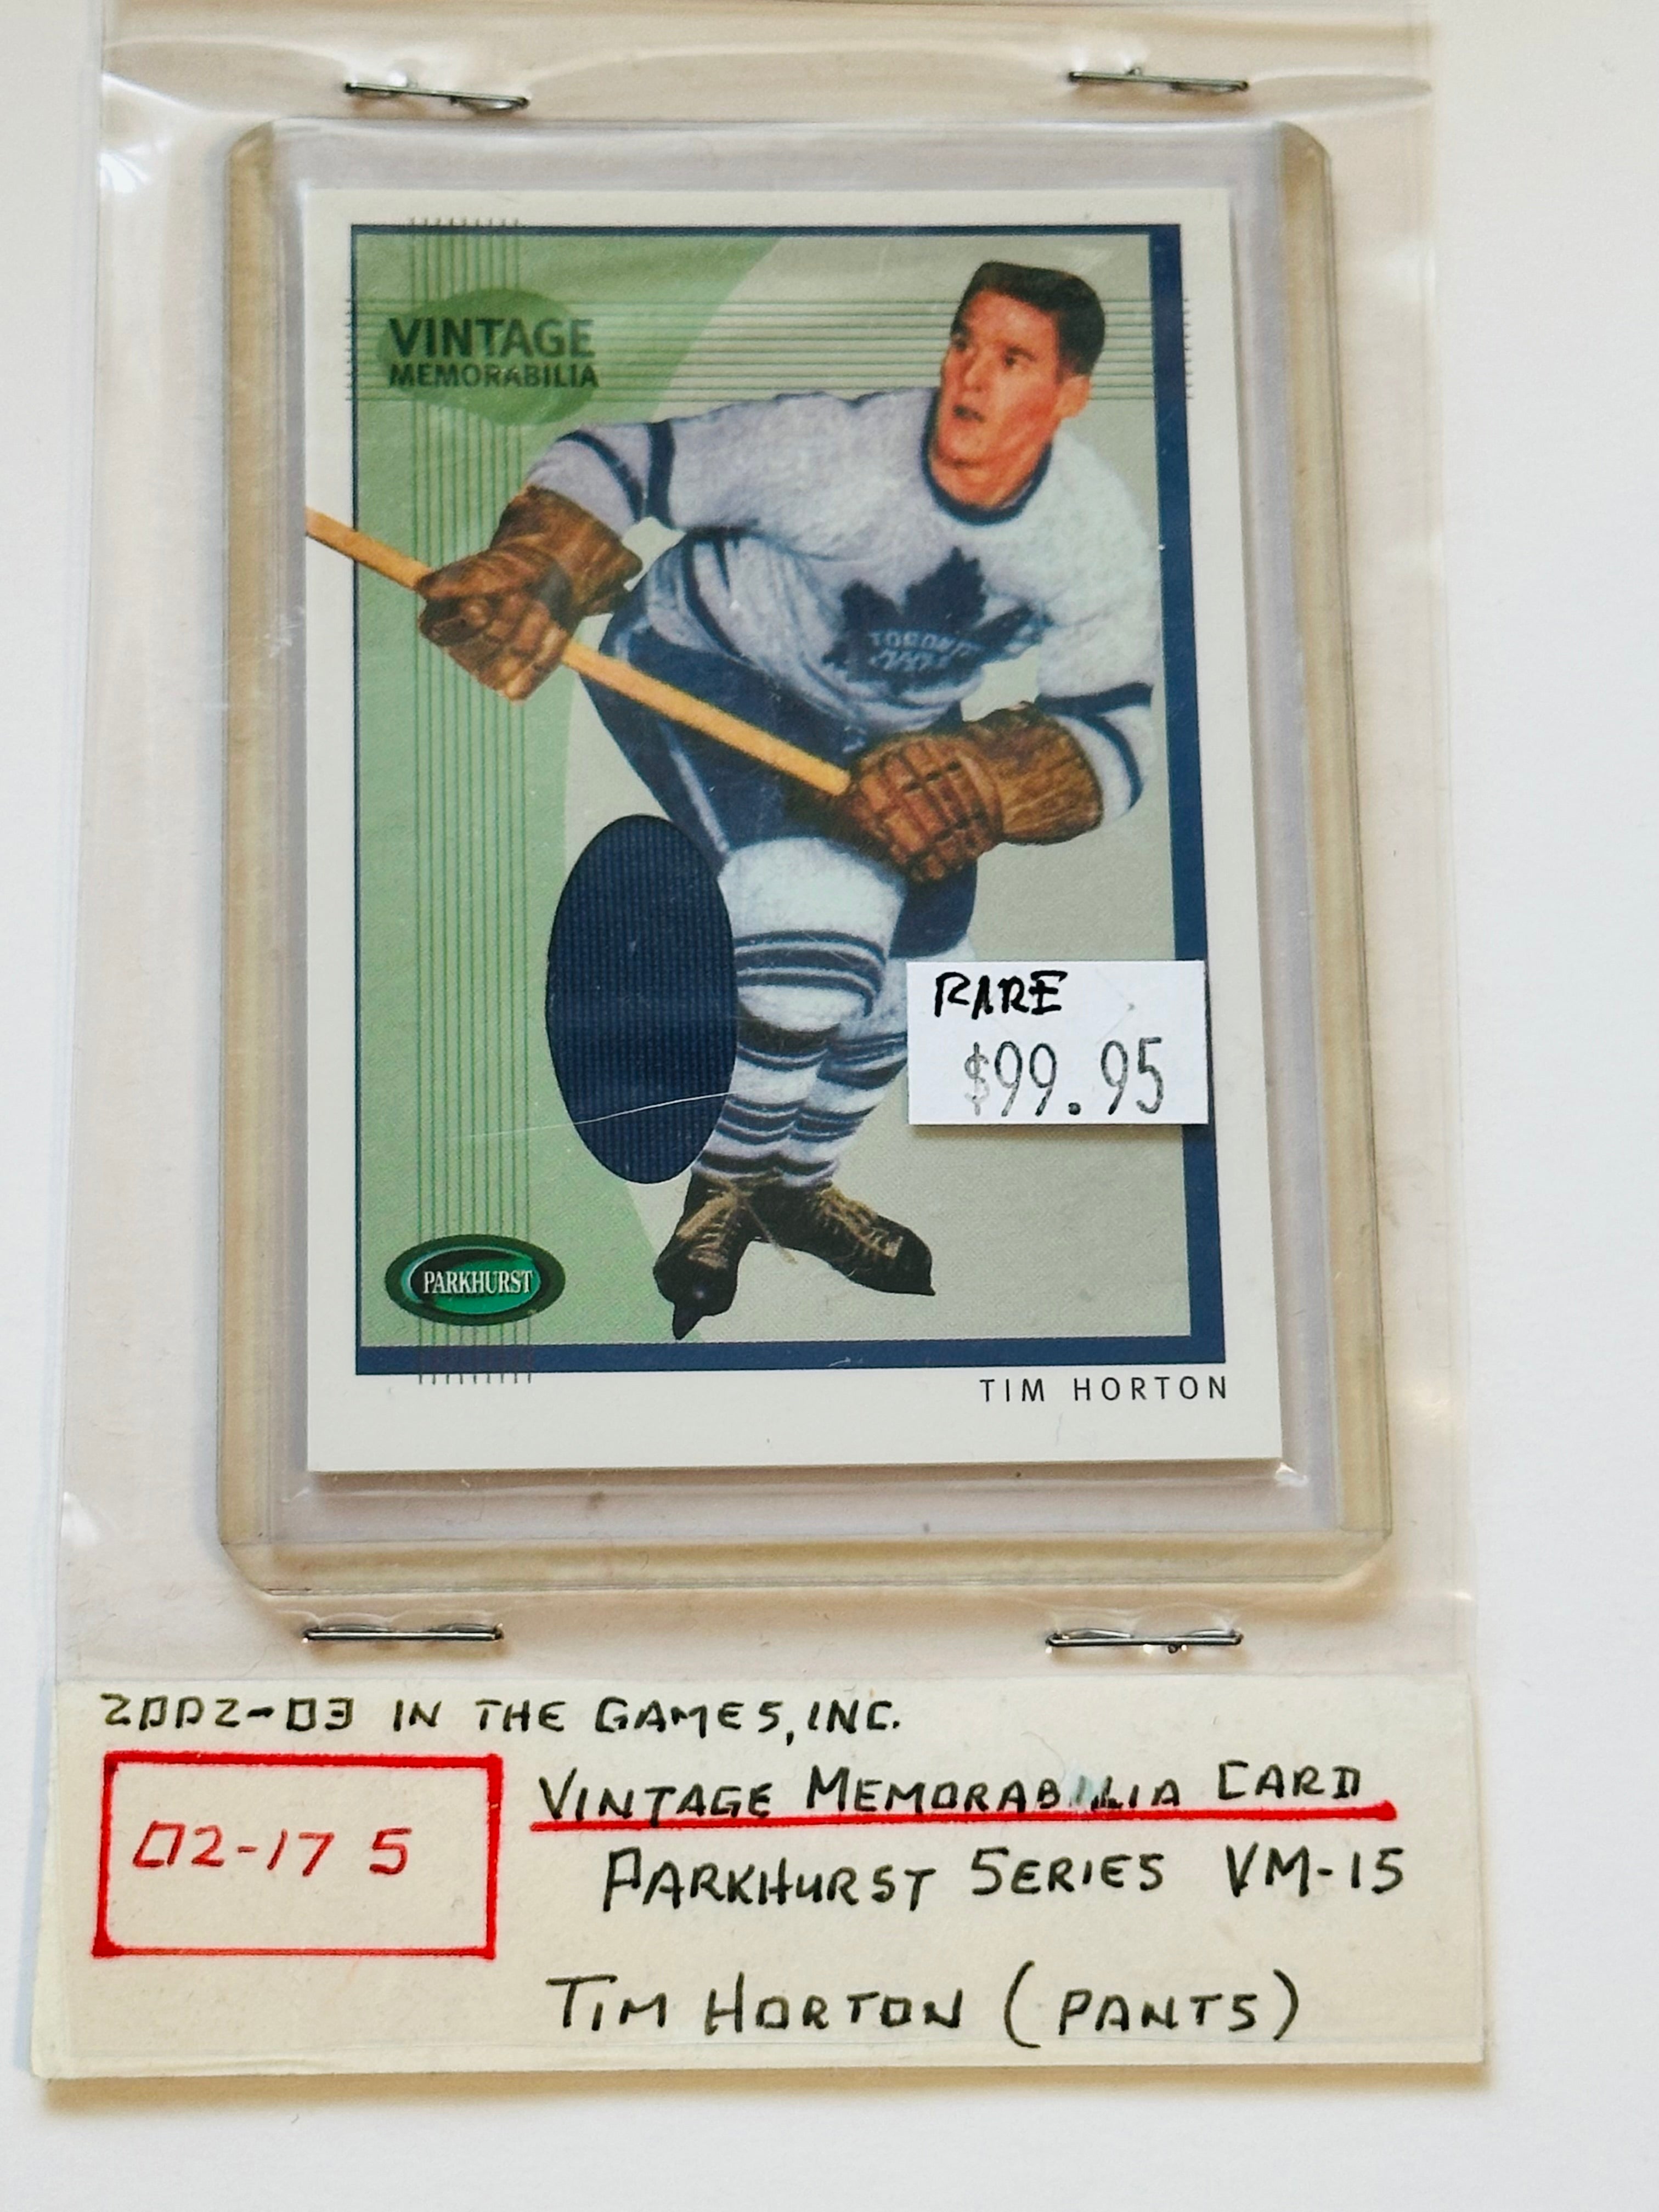 VINTAGE
MEMORABILIA
TORONTO
RARE
$99.95
PARKHURST
TIM HORTON
2002-03 IN THE GAMES, INC.
VINTAGE MEMORABILIA CARD
02-17 5
PARKHURST SERIES VM-15
TIM HORTON (PANTS)